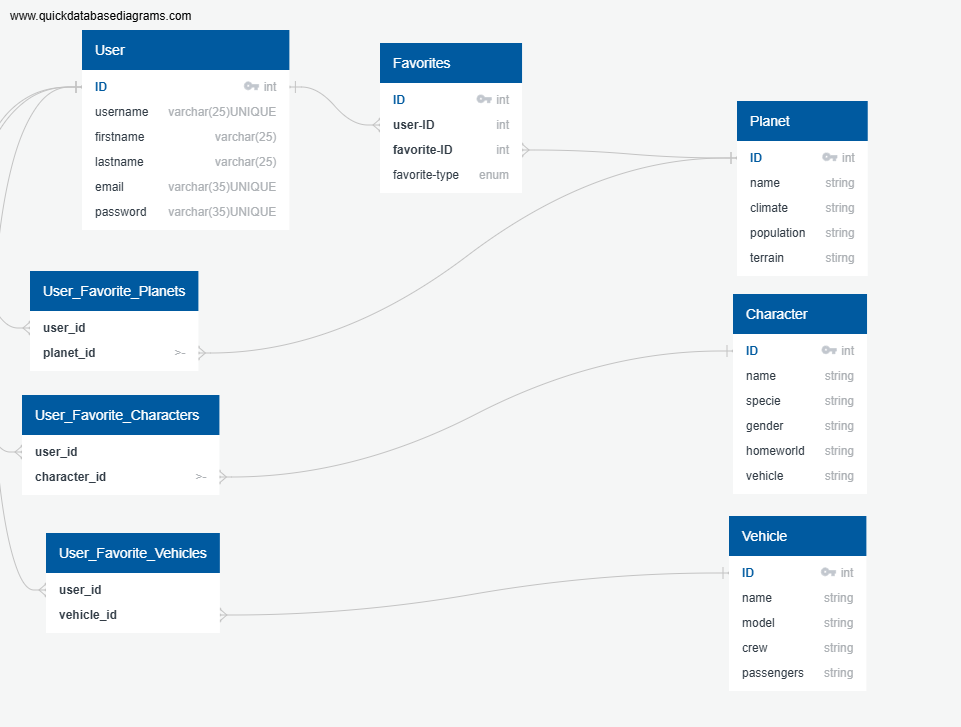 www.quickdatabasediagrams.com
User
ID int
username varchar(25)UNIQUE
firstname varchar(25)
lastname varchar(25)
email varchar(35)UNIQUE
password varchar(35)UNIQUE
Favorites
ID int
user-ID int
favorite-ID int
favorite-type enum
Planet
ID int
name string
climate string
population string
terrain stirng
User_Favorite_Planets
user_id
planet_id >-
Character
ID int
name string
specie string
gender string
homeworld string
vehicle string
User_Favorite_Characters
user_id
character_id >-
User_Favorite_Vehicles
user_id
vehicle_id
Vehicle
ID int
name string
model string
crew string
passengers string